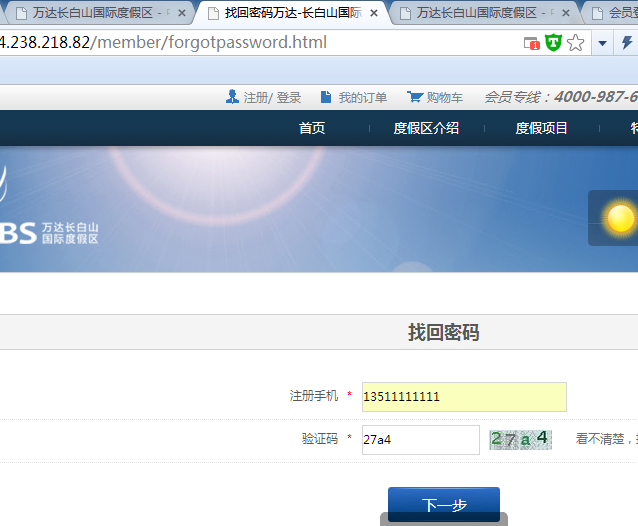 万达长白山国际度假区 -
找回密码万达-长白山国际
万达长白山国际度假区 -
会员
4.238.218.82/member/forgotpassword.html
1
注册/ 登录 我的订单 购物车 会员专线：4000-987-6
首页 度假区介绍 度假项目
BS 万达长白山
国际度假区
找回密码
注册手机 * 13511111111
验证码 * 27a4 27a4 看不清楚，
下一步